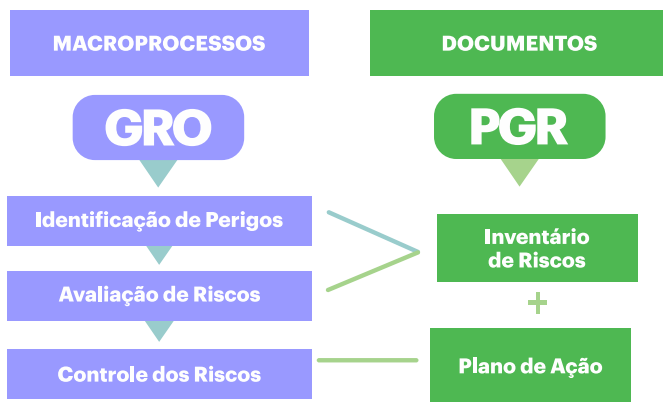 MACROPROCESSOS
DOCUMENTOS
GRO
PGR
Identificação de Perigos
Avaliação de Riscos
Controle dos Riscos
Inventário
de Riscos
+
Plano de Ação